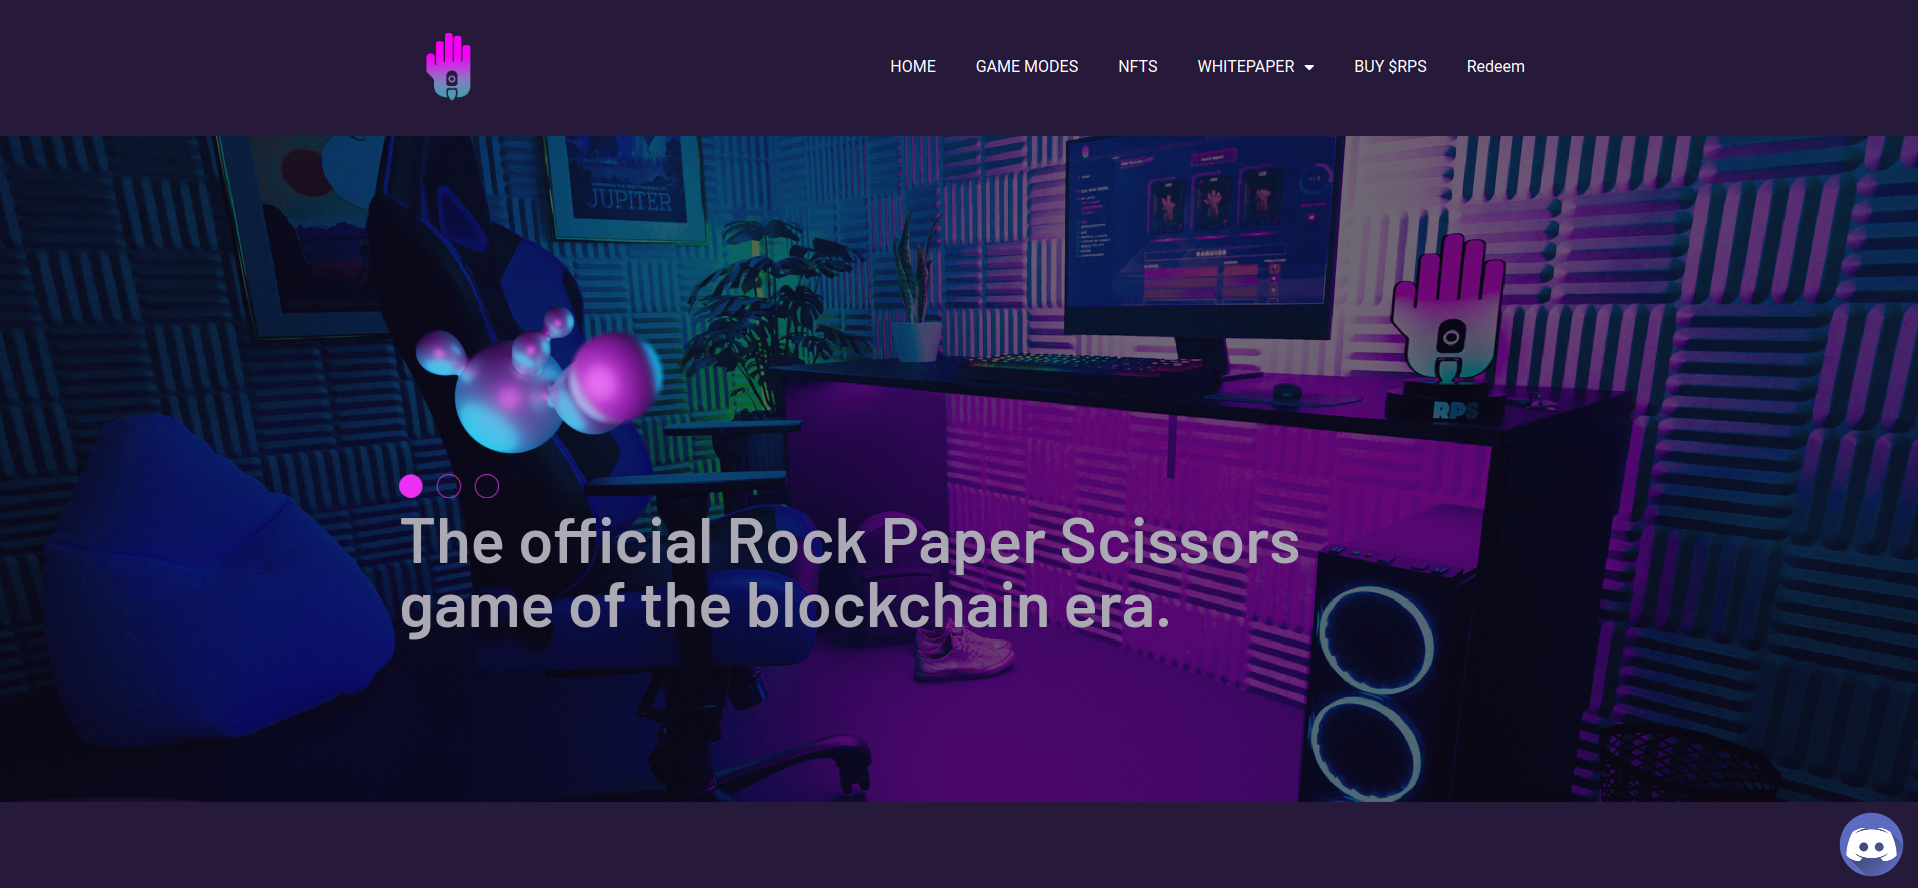 HOME
GAME MODES
NFTS
WHITEPAPER
BUY $RPS
Redeem
JUPITER
RANKING
RPS
The official Rock Paper Scissors
game of the blockchain era.